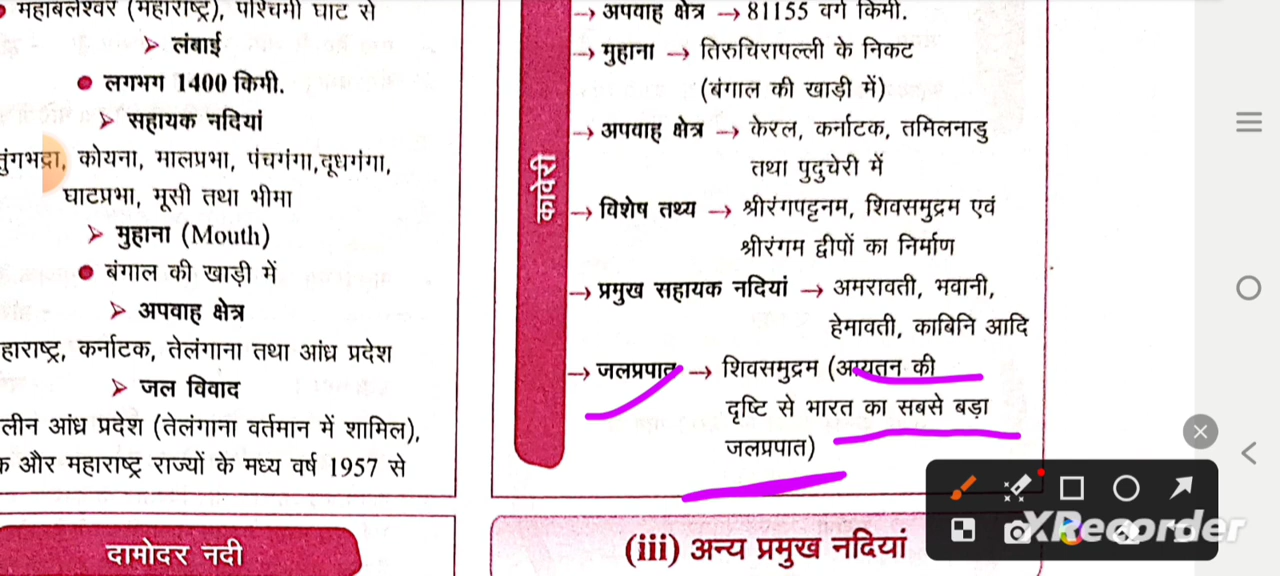 महाबलेश्वर (महाराष्ट्र), पश्चिमी घाट से
➤ लंबाई
● लगभग 1400 किमी.
➤ सहायक नदियां
तुंगभद्रा, कोयना, मालप्रभा, पंचगंगा,दूधगंगा,
घाटप्रभा, मूसी तथा भीमा
➤ मुहाना (Mouth)
● बंगाल की खाड़ी में
➤ अपवाह क्षेत्र
कर्नाटक, तेलंगाना तथा आंध्र प्रदेश
➤ जल विवाद
आंध्र प्रदेश (तेलंगाना वर्तमान में शामिल),
और महाराष्ट्र राज्यों के मध्य वर्ष 1957 से
दामोदर नदी
कावेरी
→ अपवाह क्षेत्र → 81155 वर्ग किमी.
→ मुहाना → तिरुचिरापल्ली के निकट
(बंगाल की खाड़ी में)
→ अपवाह क्षेत्र → केरल, कर्नाटक, तमिलनाडु
तथा पुदुचेरी में
→ विशेष तथ्य → श्रीरंगपट्टनम, शिवसमुद्रम एवं
श्रीरंगम द्वीपों का निर्माण
→ प्रमुख सहायक नदियां → अमरावती, भवानी,
हेमावती, काबिनि आदि
→ जलप्रपात → शिवसमुद्रम (की
दृष्टि से भारत का सबसे बड़ा
जलप्रपात)
(iii) अन्य प्रमुख नदियां
XRecorder